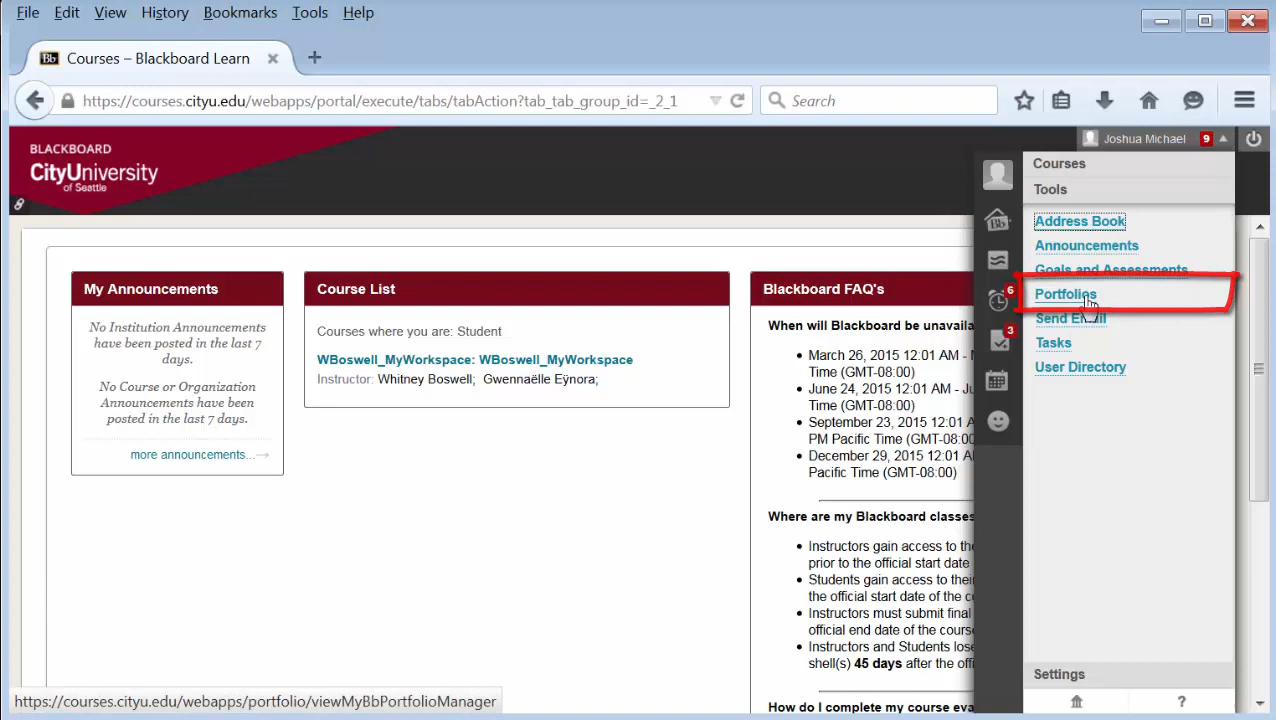 File Edit View History Bookmarks Tools Help
Bb Courses – Blackboard Learn
https://courses.cityu.edu/webapps/portal/execute/tabs/tabAction?tab_tab_group_id=_2_1
Search
BLACKBOARD
CityUniversity
of Seattle
Joshua Michael 9
My Announcements
No Institution Announcements
have been posted in the last 7
days.
No Course or Organization
Announcements have been
posted in the last 7 days.
more announcements...
Course List
Courses where you are: Student
WBoswell_MyWorkspace: WBoswell_MyWorkspace
Instructor: Whitney Boswell; Gwennaëlle Eÿnora;
Blackboard FAQ's
When will Blackboard be unavaila
• March 26, 2015 12:01 AM -
Time (GMT-08:00)
• June 24, 2015 12:01 AM - Ju
Time (GMT-08:00)
• September 23, 2015 12:01 A
PM Pacific Time (GMT-08:00
• December 29, 2015 12:01 A
Pacific Time (GMT-08:00)
Where are my Blackboard classes
• Instructors gain access to the
prior to the official start date
• Students gain access to their
the official start date of the c
• Instructors must submit final
official end date of the course
• Instructors and Students lose
shell(s) 45 days after the offi
How do I complete my course eva
Bb
6
3
Courses
Tools
Address Book
Announcements
Goals and Assessments
Portfolios
Send Email
Tasks
User Directory
Settings
?
https://courses.cityu.edu/webapps/portfolio/viewMyBbPortfolioManager